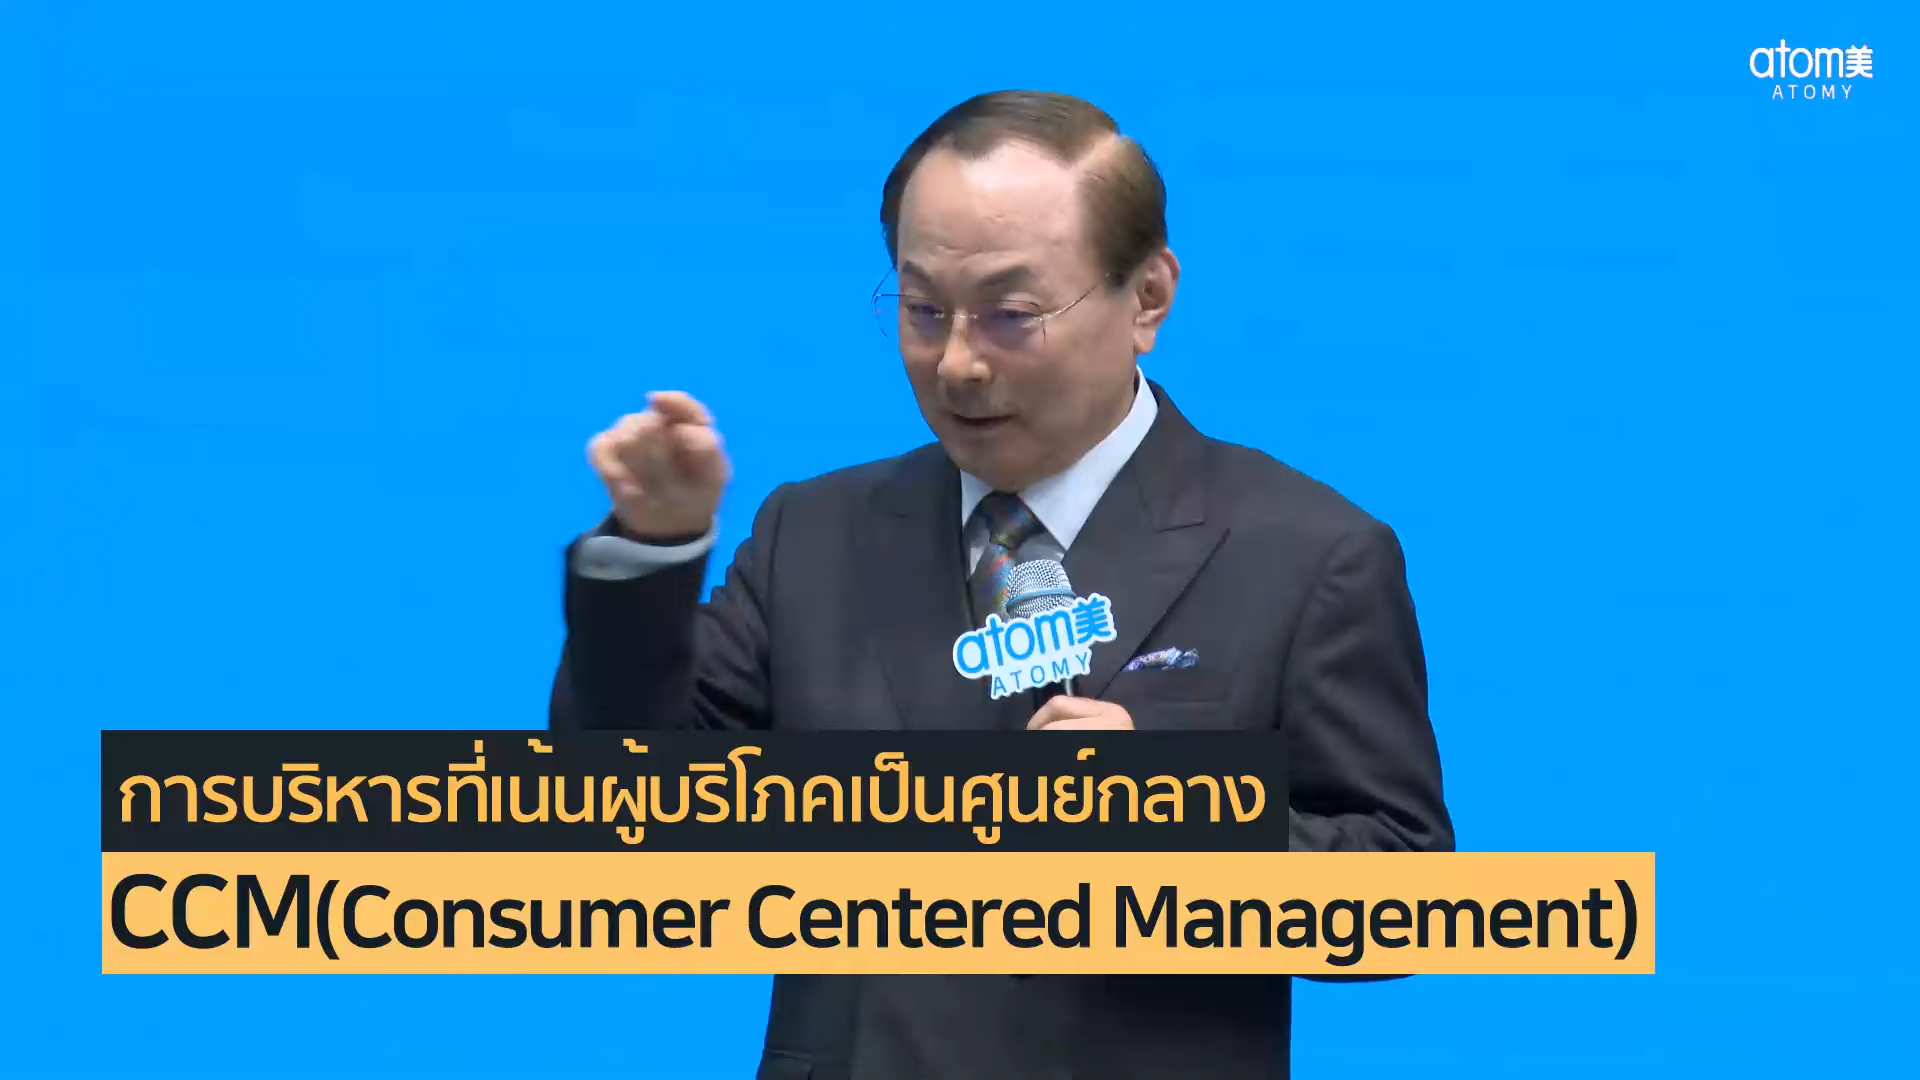 atom美
ATOMY
atom美
ATOMY
การบริหารที่เน้นผู้บริโภคเป็นศูนย์กลาง
CCM(Consumer Centered Management)